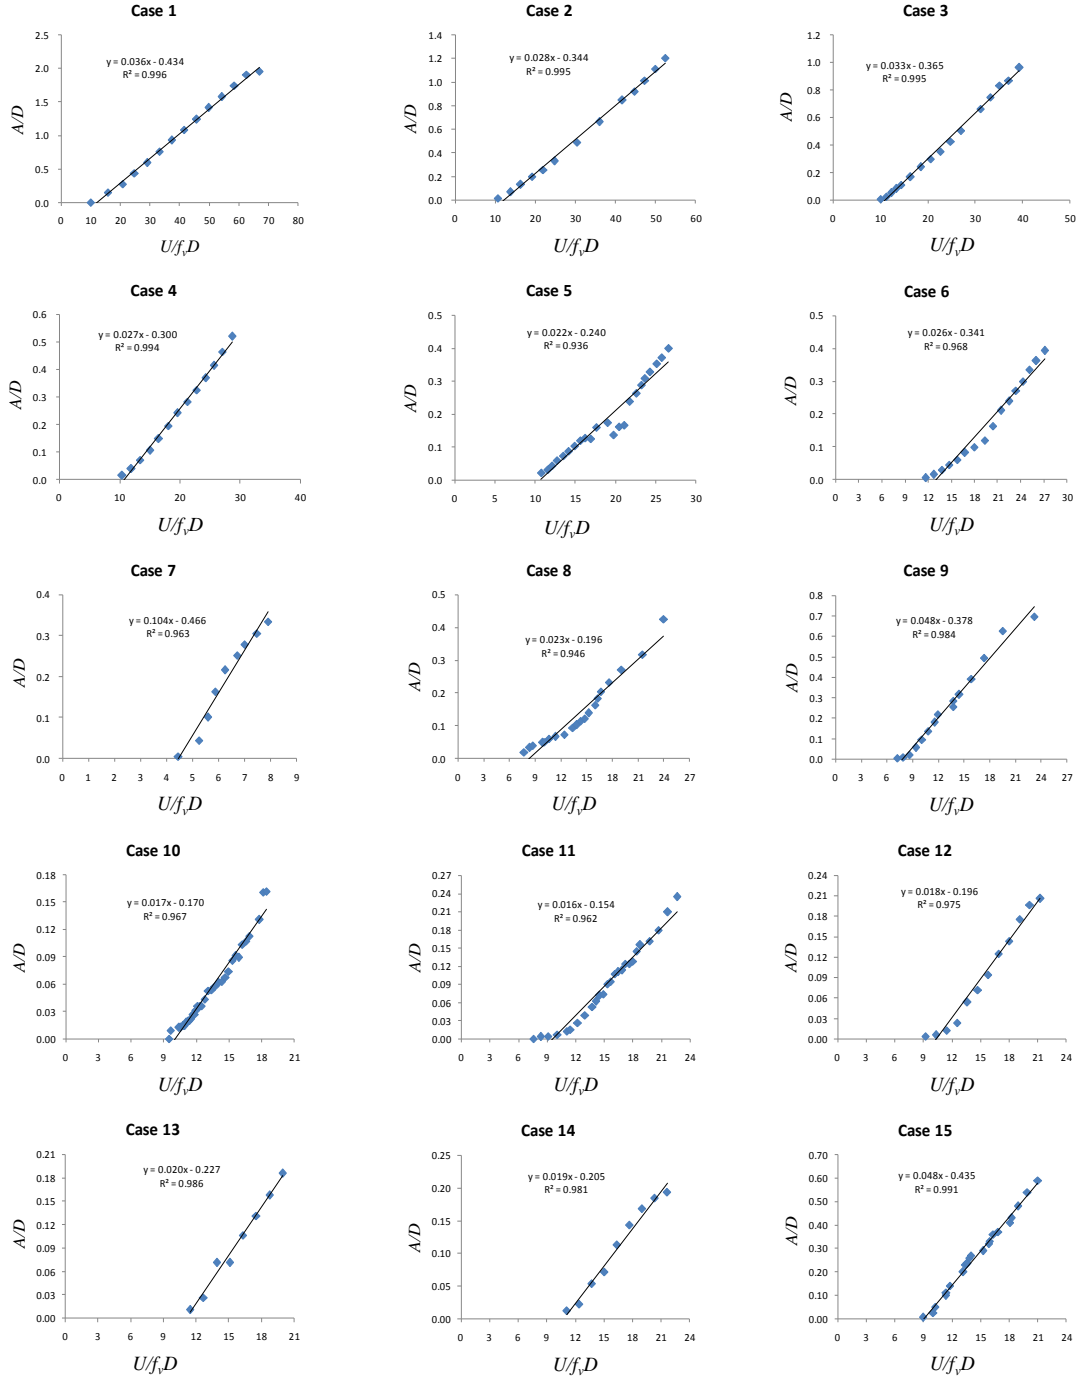 Case 1
y = 0.036x - 0.434
R² = 0.996
2.5
2.0
1.5
1.0
0.5
0.0
A/D
0 10 20 30 40 50 60 70 80
U/fᵥD
Case 2
y = 0.028x - 0.344
R² = 0.995
1.4
1.2
1.0
0.8
0.6
0.4
0.2
0.0
A/D
0 10 20 30 40 50 60
U/fᵥD
Case 3
y = 0.033x - 0.365
R² = 0.995
1.2
1.0
0.8
0.6
0.4
0.2
0.0
A/D
0 10 20 30 40 50
U/fᵥD
Case 4
y = 0.027x - 0.300
R² = 0.994
0.6
0.5
0.4
0.3
0.2
0.1
0.0
A/D
0 10 20 30 40
U/fᵥD
Case 5
y = 0.022x - 0.240
R² = 0.936
0.5
0.4
0.3
0.2
0.1
0.0
A/D
0 5 10 15 20 25 30
U/fᵥD
Case 6
y = 0.026x - 0.341
R² = 0.968
0.5
0.4
0.3
0.2
0.1
0.0
A/D
0 3 6 9 12 15 18 21 24 27 30
U/fᵥD
Case 7
y = 0.104x - 0.466
R² = 0.963
0.4
0.3
0.2
0.1
0.0
A/D
0 1 2 3 4 5 6 7 8 9
U/fᵥD
Case 8
y = 0.023x - 0.196
R² = 0.946
0.5
0.4
0.3
0.2
0.1
0.0
A/D
0 3 6 9 12 15 18 21 24 27
U/fᵥD
Case 9
y = 0.048x - 0.378
R² = 0.984
0.8
0.7
0.6
0.5
0.4
0.3
0.2
0.1
0.0
A/D
0 3 6 9 12 15 18 21 24 27
U/fᵥD
Case 10
y = 0.017x - 0.170
R² = 0.967
0.18
0.15
0.12
0.09
0.06
0.03
0.00
A/D
0 3 6 9 12 15 18 21
U/fᵥD
Case 11
y = 0.016x - 0.154
R² = 0.962
0.27
0.24
0.21
0.18
0.15
0.12
0.09
0.06
0.03
0.00
A/D
0 3 6 9 12 15 18 21 24
U/fᵥD
Case 12
y = 0.018x - 0.196
R² = 0.975
0.24
0.21
0.18
0.15
0.12
0.09
0.06
0.03
0.00
A/D
0 3 6 9 12 15 18 21 24
U/fᵥD
Case 13
y = 0.020x - 0.227
R² = 0.986
0.21
0.18
0.15
0.12
0.09
0.06
0.03
0.00
A/D
0 3 6 9 12 15 18 21
U/fᵥD
Case 14
y = 0.019x - 0.205
R² = 0.981
0.25
0.20
0.15
0.10
0.05
0.00
A/D
0 3 6 9 12 15 18 21 24
U/fᵥD
Case 15
y = 0.048x - 0.435
R² = 0.991
0.70
0.60
0.50
0.40
0.30
0.20
0.10
0.00
A/D
0 3 6 9 12 15 18 21 24
U/fᵥD